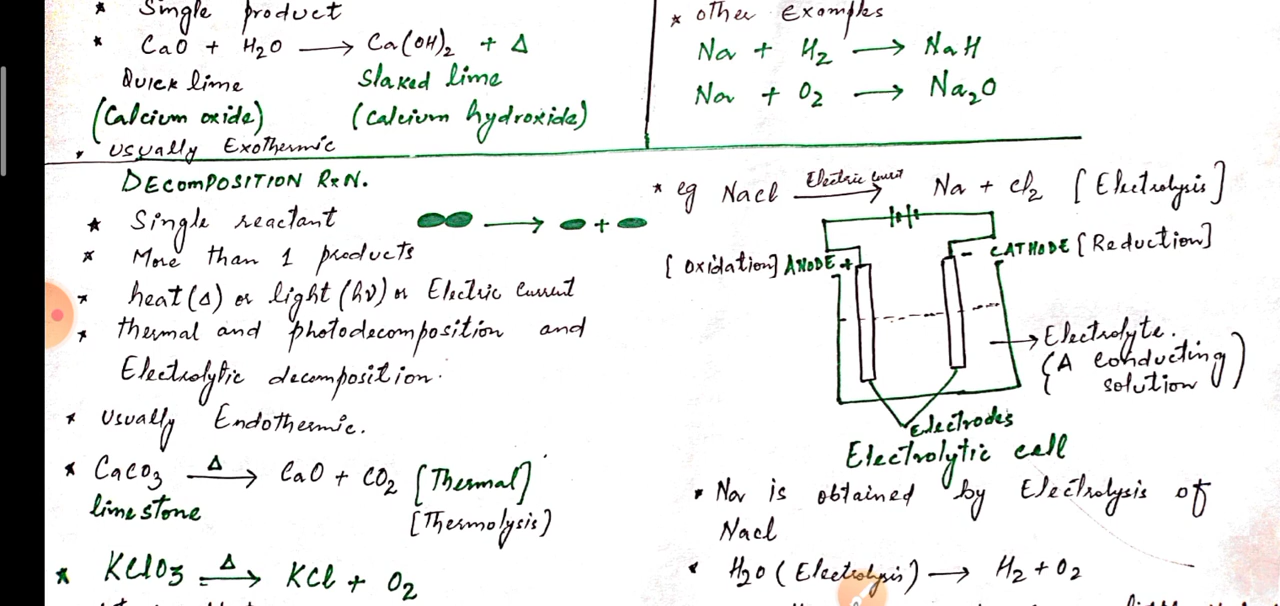 * Single product
* CaO + H2O ⟶ Ca(OH)2 + Δ
Quick lime Slaked lime
(Calcium oxide) (Calcium hydroxide)
* Usually Exothermic
* other Examples
Na + H2 ⟶ NaH
Na + O2 ⟶ Na2O
DECOMPOSITION RXN.
* Single reactant
* More than 1 products
* heat(Δ) or light(hν) or Electric Current
* thermal and photodecomposition and
Electrolytic decomposition.
* Usually Endothermic.
* CaCO3 Δ⟶ CaO + CO2 [Thermal]
limestone [Thermolysis)
* KClO3 Δ⟶ KCl + O2
* eg NaCl Electric ⟶ Na + Cl2 [Electrolysis]
[Oxidation] ANODE + - CATHODE [Reduction]
→ Electrolyte.
(A conducting
solution)
Electrodes
Electrolytic cell
* Na is obtained by Electrolysis of
NaCl
* H2O (Electrolysis) ⟶ H2 + O2